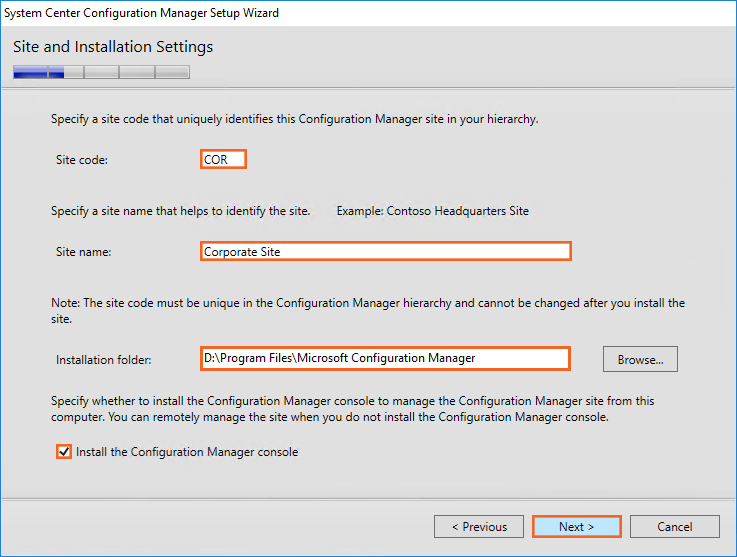 System Center Configuration Manager Setup Wizard
Site and Installation Settings
Specify a site code that uniquely identifies this Configuration Manager site in your hierarchy.
Site code: COR
Specify a site name that helps to identify the site. Example: Contoso Headquarters Site
Site name: Corporate Site
Note: The site code must be unique in the Configuration Manager hierarchy and cannot be changed after you install the
site.
Installation folder: D:\Program Files\Microsoft Configuration Manager Browse...
Specify whether to install the Configuration Manager console to manage the Configuration Manager site from this
computer. You can remotely manage the site when you do not install the Configuration Manager console.
Install the Configuration Manager console
< Previous Next > Cancel